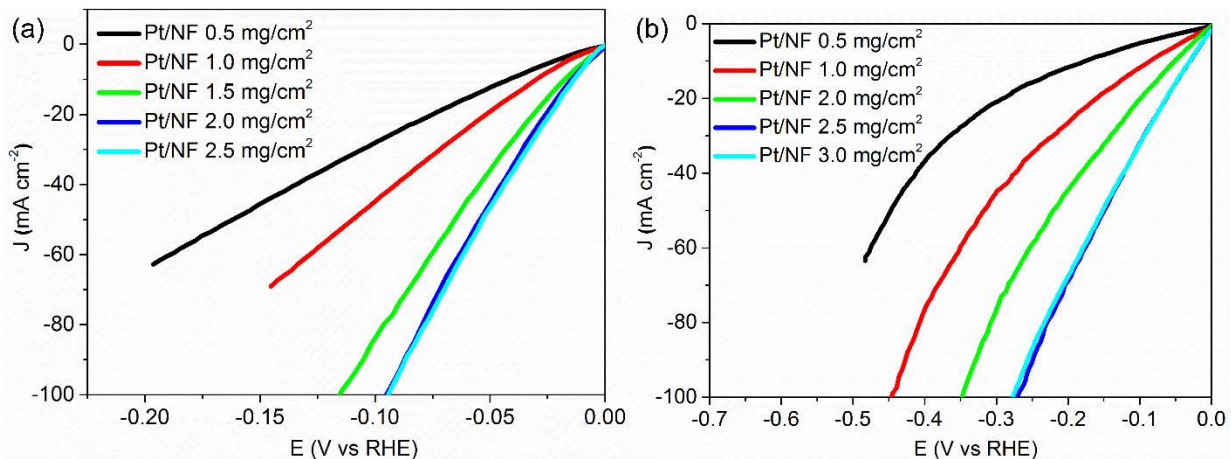 (a)
Pt/NF 0.5 mg/cm²
Pt/NF 1.0 mg/cm²
Pt/NF 1.5 mg/cm²
Pt/NF 2.0 mg/cm²
Pt/NF 2.5 mg/cm²
0
-20
-40
-60
-80
-100
J (mA cm⁻²)
-0.20 -0.15 -0.10 -0.05 0.00
E (V vs RHE)
(b)
Pt/NF 0.5 mg/cm²
Pt/NF 1.0 mg/cm²
Pt/NF 2.0 mg/cm²
Pt/NF 2.5 mg/cm²
Pt/NF 3.0 mg/cm²
0
-20
-40
-60
-80
-100
J (mA cm⁻²)
-0.7 -0.6 -0.5 -0.4 -0.3 -0.2 -0.1 0.0
E (V vs RHE)